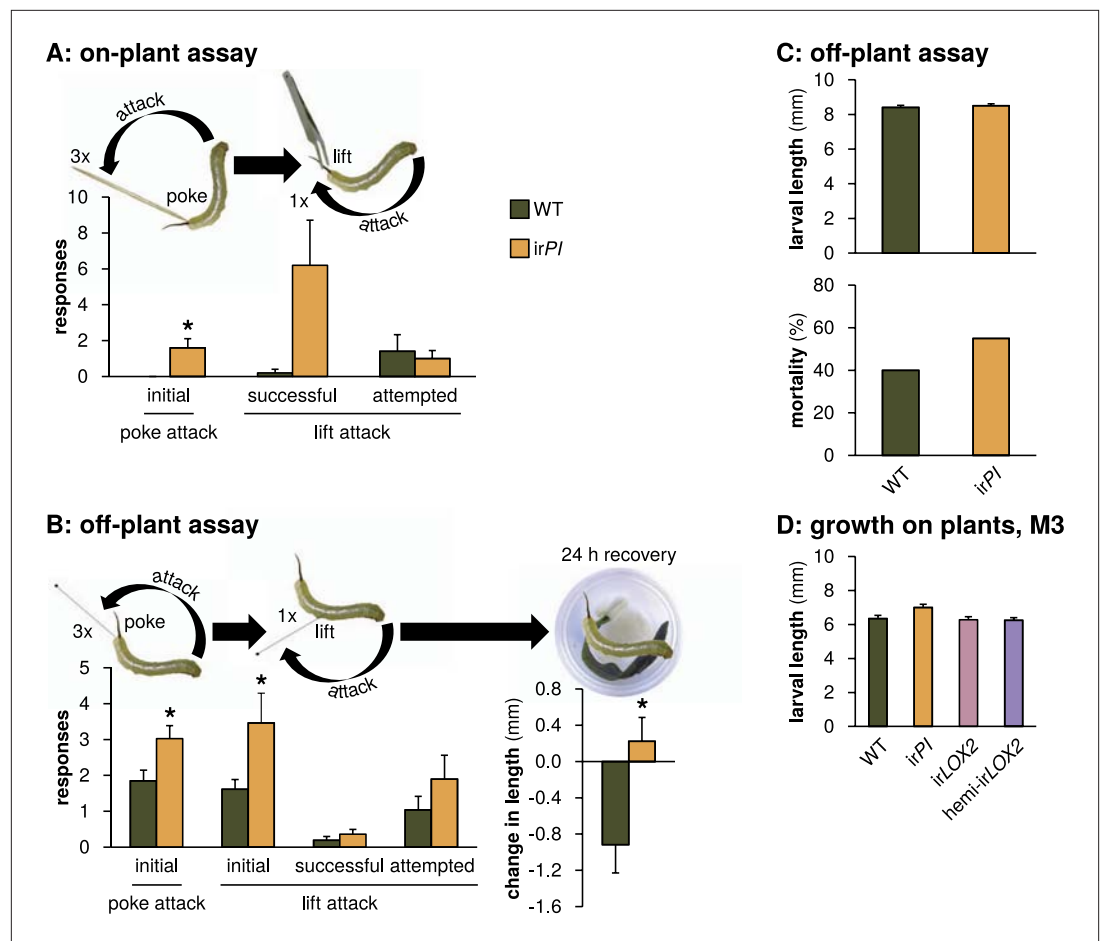 A: on-plant assay
attack
3x
poke
lift
1x
attack
10
8
6
4
2
0
responses
*
initial
successful
attempted
poke attack
lift attack
WT
irPI
C: off-plant assay
10
8
6
4
2
0
larval length (mm)
80
60
40
20
0
mortality (%)
WT
irPI
B: off-plant assay
attack
3x
poke
1x
lift
attack
24 h recovery
5
4
3
2
1
0
responses
*
*
initial
initial
successful
attempted
poke attack
lift attack
0.8
0.4
0.0
-0.4
-0.8
-1.2
-1.6
change in length (mm)
*
D: growth on plants, M3
10
8
6
4
2
0
larval length (mm)
WT
irPI
irLOX2
hemi-irLOX2